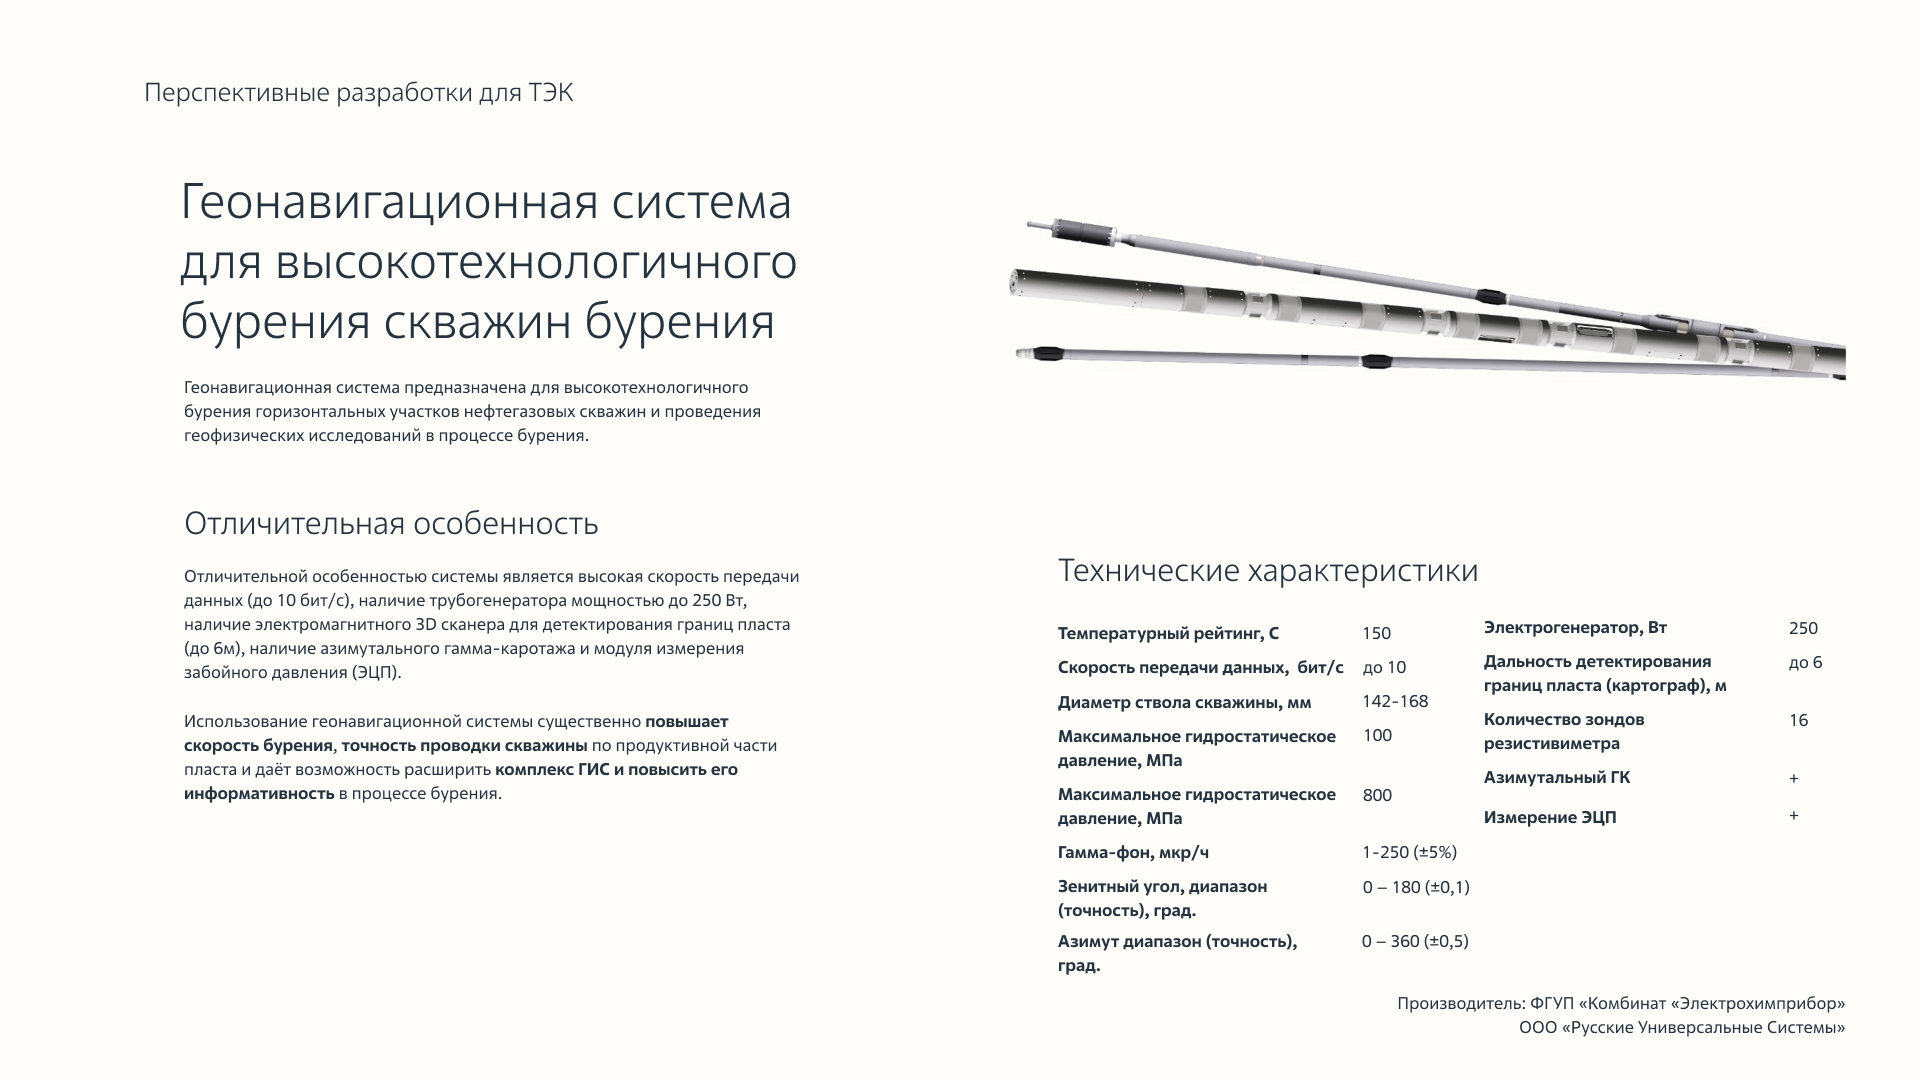 Перспективные разработки для ТЭК
Геонавигационная система
для высокотехнологичного
бурения скважин бурения
Геонавигационная система предназначена для высокотехнологичного
бурения горизонтальных участков нефтегазовых скважин и проведения
геофизических исследований в процессе бурения.
Отличительная особенность
Отличительной особенностью системы является высокая скорость передачи
данных (до 10 бит/с), наличие трубогенератора мощностью до 250 Вт,
наличие электромагнитного 3D сканера для детектирования границ пласта
(до 6м), наличие азимутального гамма-каротажа и модуля измерения
забойного давления (ЭЦП).
Использование геонавигационной системы существенно повышает
скорость бурения, точность проводки скважины по продуктивной части
пласта и даёт возможность расширить комплекс ГИС и повысить его
информативность в процессе бурения.
Технические характеристики
Температурный рейтинг, С 150
Скорость передачи данных, бит/с до 10
Диаметр ствола скважины, мм 142-168
Максимальное гидростатическое 100
давление, МПа
Максимальное гидростатическое 800
давление, МПа
Гамма-фон, мкр/ч 1-250 (±5%)
Зенитный угол, диапазон 0 – 180 (±0,1)
(точность), град.
Азимут диапазон (точность), 0 – 360 (±0,5)
град.
Электрогенератор, Вт 250
Дальность детектирования до 6
границ пласта (картограф), м
Количество зондов 16
резистивиметра
Азимутальный ГК +
Измерение ЭЦП +
Производитель: ФГУП «Комбинат «Электрохимприбор»
ООО «Русские Универсальные Системы»